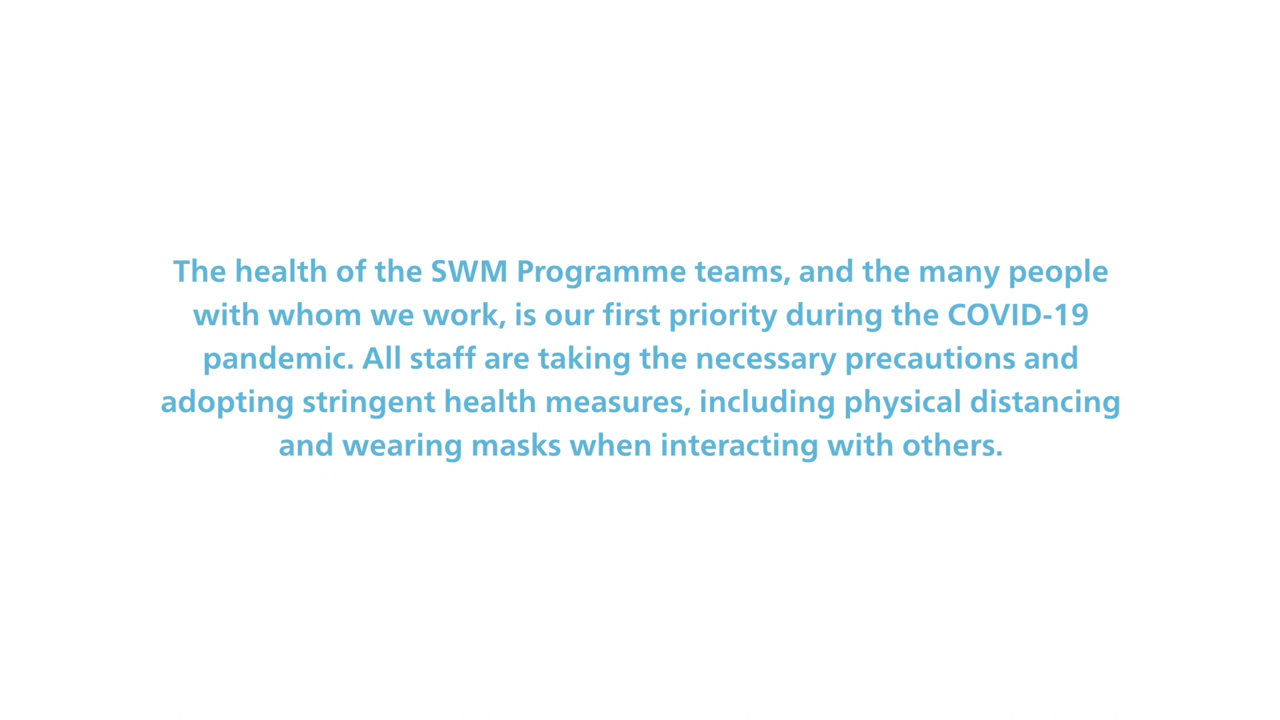 The health of the SWM Programme teams, and the many people
with whom we work, is our first priority during the COVID-19
pandemic. All staff are taking the necessary precautions and
adopting stringent health measures, including physical distancing
and wearing masks when interacting with others.